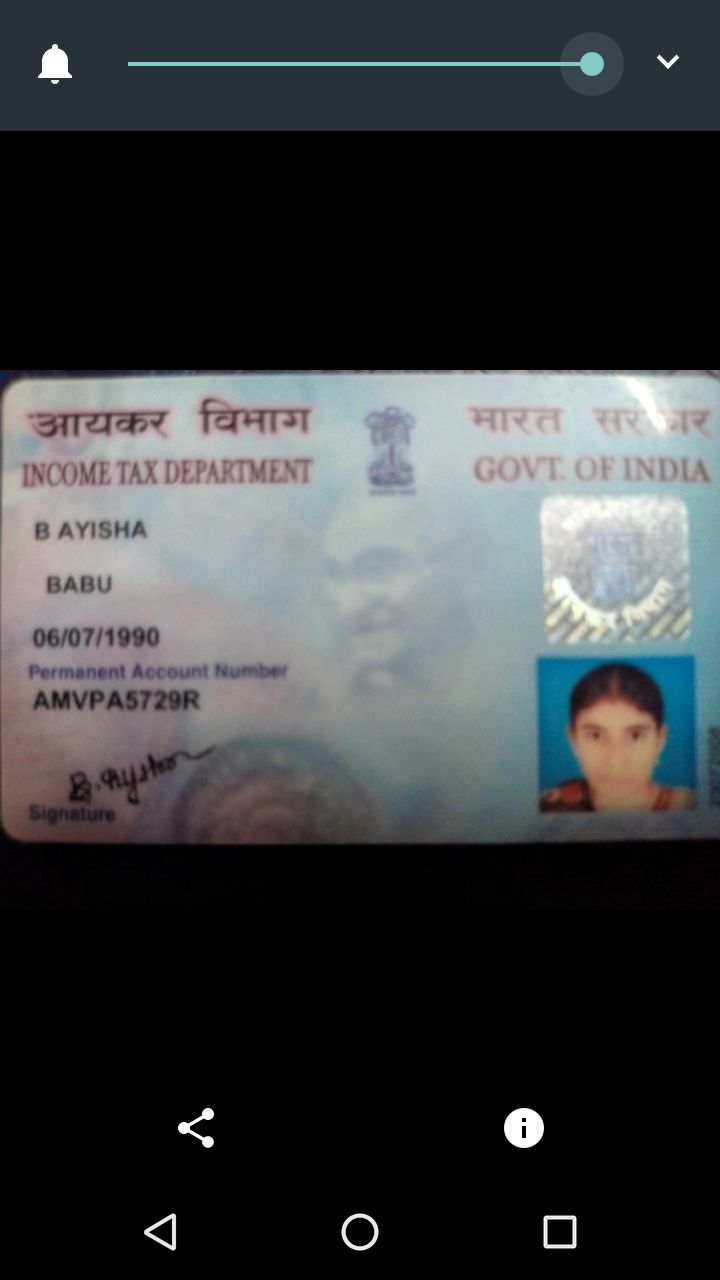 आयकर विभाग
भारत सरकार
INCOME TAX DEPARTMENT
GOVT. OF INDIA
B AYISHA
BABU
06/07/1990
Permanent Account Number
AMVPA5729R
B. Ayisha
Signature